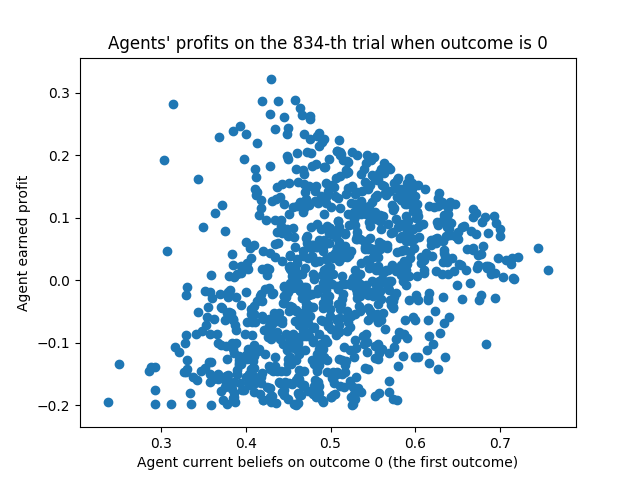 Agents' profits on the 834-th trial when outcome is 0
Agent earned profit
0.3
0.2
0.1
0.0
−0.1
−0.2
0.3 0.4 0.5 0.6 0.7
Agent current beliefs on outcome 0 (the first outcome)